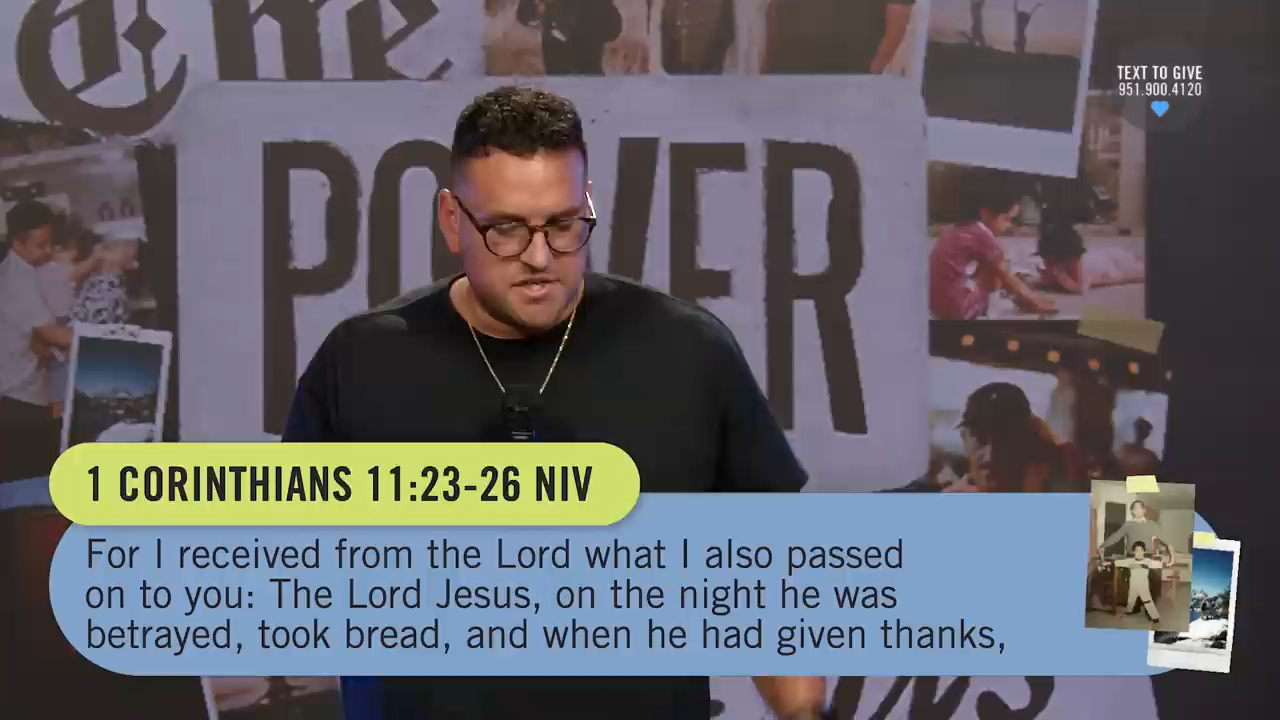 The
TEXT TO GIVE
951.900.4120
POWER
1 CORINTHIANS 11:23-26 NIV
For I received from the Lord what I also passed
on to you: The Lord Jesus, on the night he was
betrayed, took bread, and when he had given thanks,